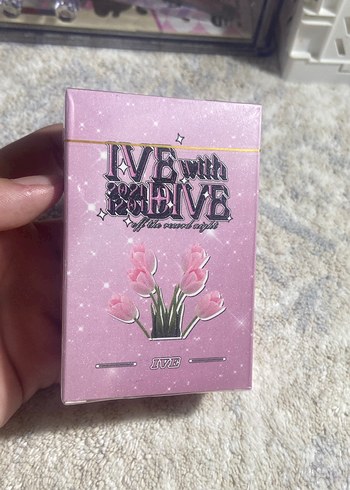 IVE with
DIVE
off the record night
IVE